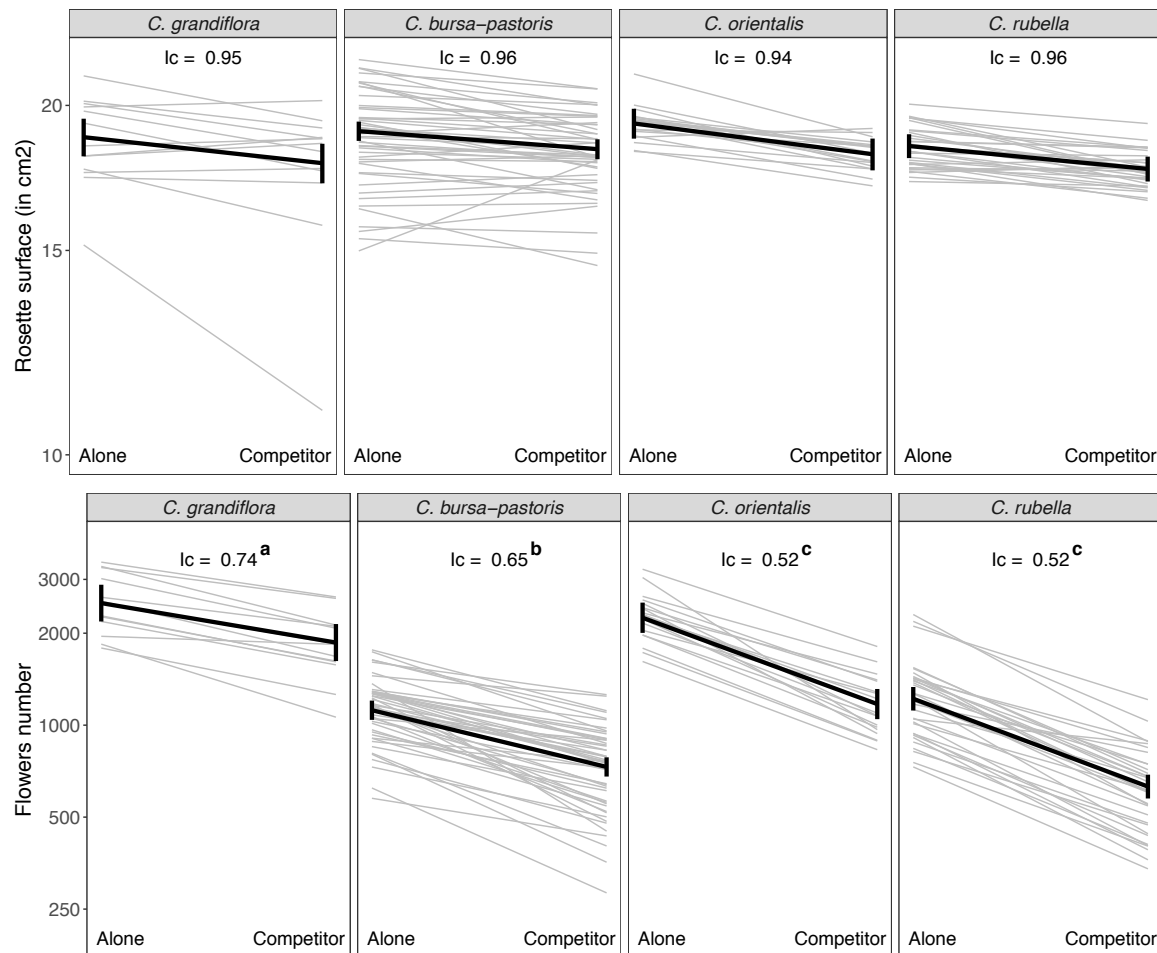 C. grandiflora
C. bursa−pastoris
C. orientalis
C. rubella
Ic = 0.95
Ic = 0.96
Ic = 0.94
Ic = 0.96
Rosette surface (in cm2)
20
15
10
Alone Competitor
Alone Competitor
Alone Competitor
Alone Competitor
C. grandiflora
C. bursa−pastoris
C. orientalis
C. rubella
Ic = 0.74 a
Ic = 0.65 b
Ic = 0.52 c
Ic = 0.52 c
Flowers number
3000
2000
1000
500
250
Alone Competitor
Alone Competitor
Alone Competitor
Alone Competitor